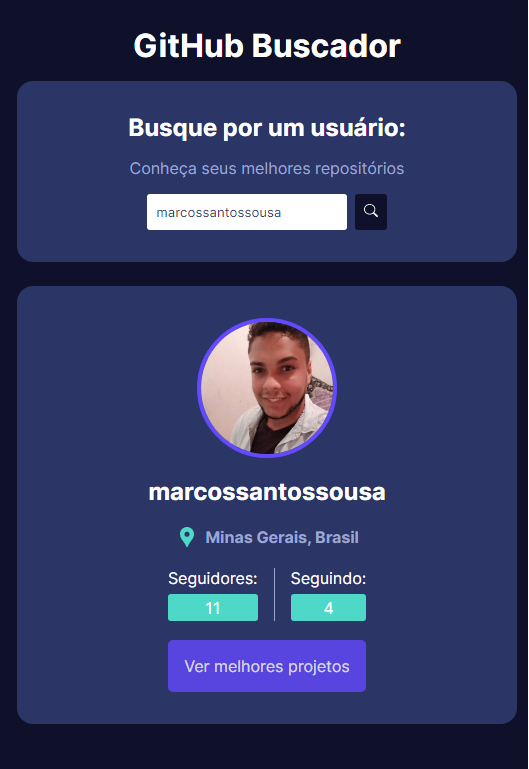 GitHub Buscador
Busque por um usuário:
Conheça seus melhores repositórios
marcossantossousa
marcossantossousa
Minas Gerais, Brasil
Seguidores: Seguindo:
11 4
Ver melhores projetos